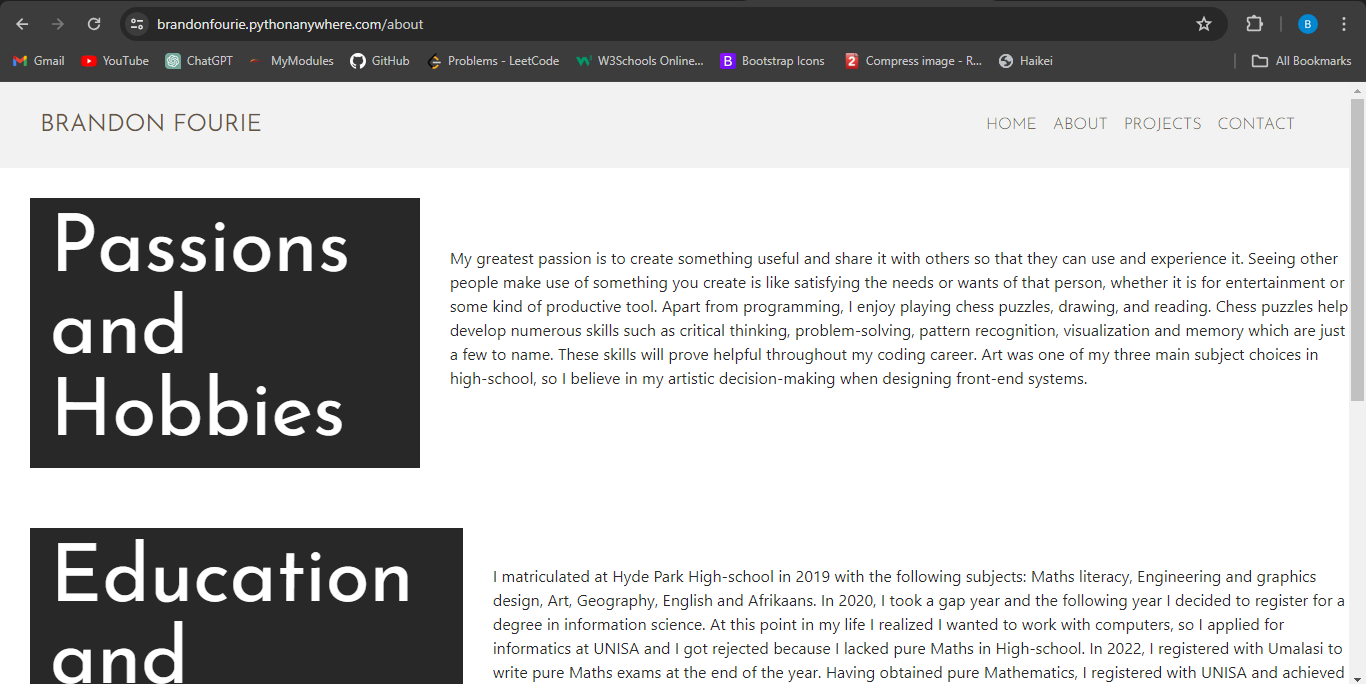 brandonfourie.pythonanywhere.com/about
B
Gmail YouTube ChatGPT MyModules GitHub Problems - LeetCode W3Schools Online... B Bootstrap Icons 2 Compress image - R... Haikei All Bookmarks
BRANDON FOURIE
HOME ABOUT PROJECTS CONTACT
Passions
and
Hobbies
My greatest passion is to create something useful and share it with others so that they can use and experience it. Seeing other
people make use of something you create is like satisfying the needs or wants of that person, whether it is for entertainment or
some kind of productive tool. Apart from programming, I enjoy playing chess puzzles, drawing, and reading. Chess puzzles help
develop numerous skills such as critical thinking, problem-solving, pattern recognition, visualization and memory which are just
a few to name. These skills will prove helpful throughout my coding career. Art was one of my three main subject choices in
high-school, so I believe in my artistic decision-making when designing front-end systems.
Education
and
I matriculated at Hyde Park High-school in 2019 with the following subjects: Maths literacy, Engineering and graphics
design, Art, Geography, English and Afrikaans. In 2020, I took a gap year and the following year I decided to register for a
degree in information science. At this point in my life I realized I wanted to work with computers, so I applied for
informatics at UNISA and I got rejected because I lacked pure Maths in High-school. In 2022, I registered with Umalasi to
write pure Maths exams at the end of the year. Having obtained pure Mathematics, I registered with UNISA and achieved